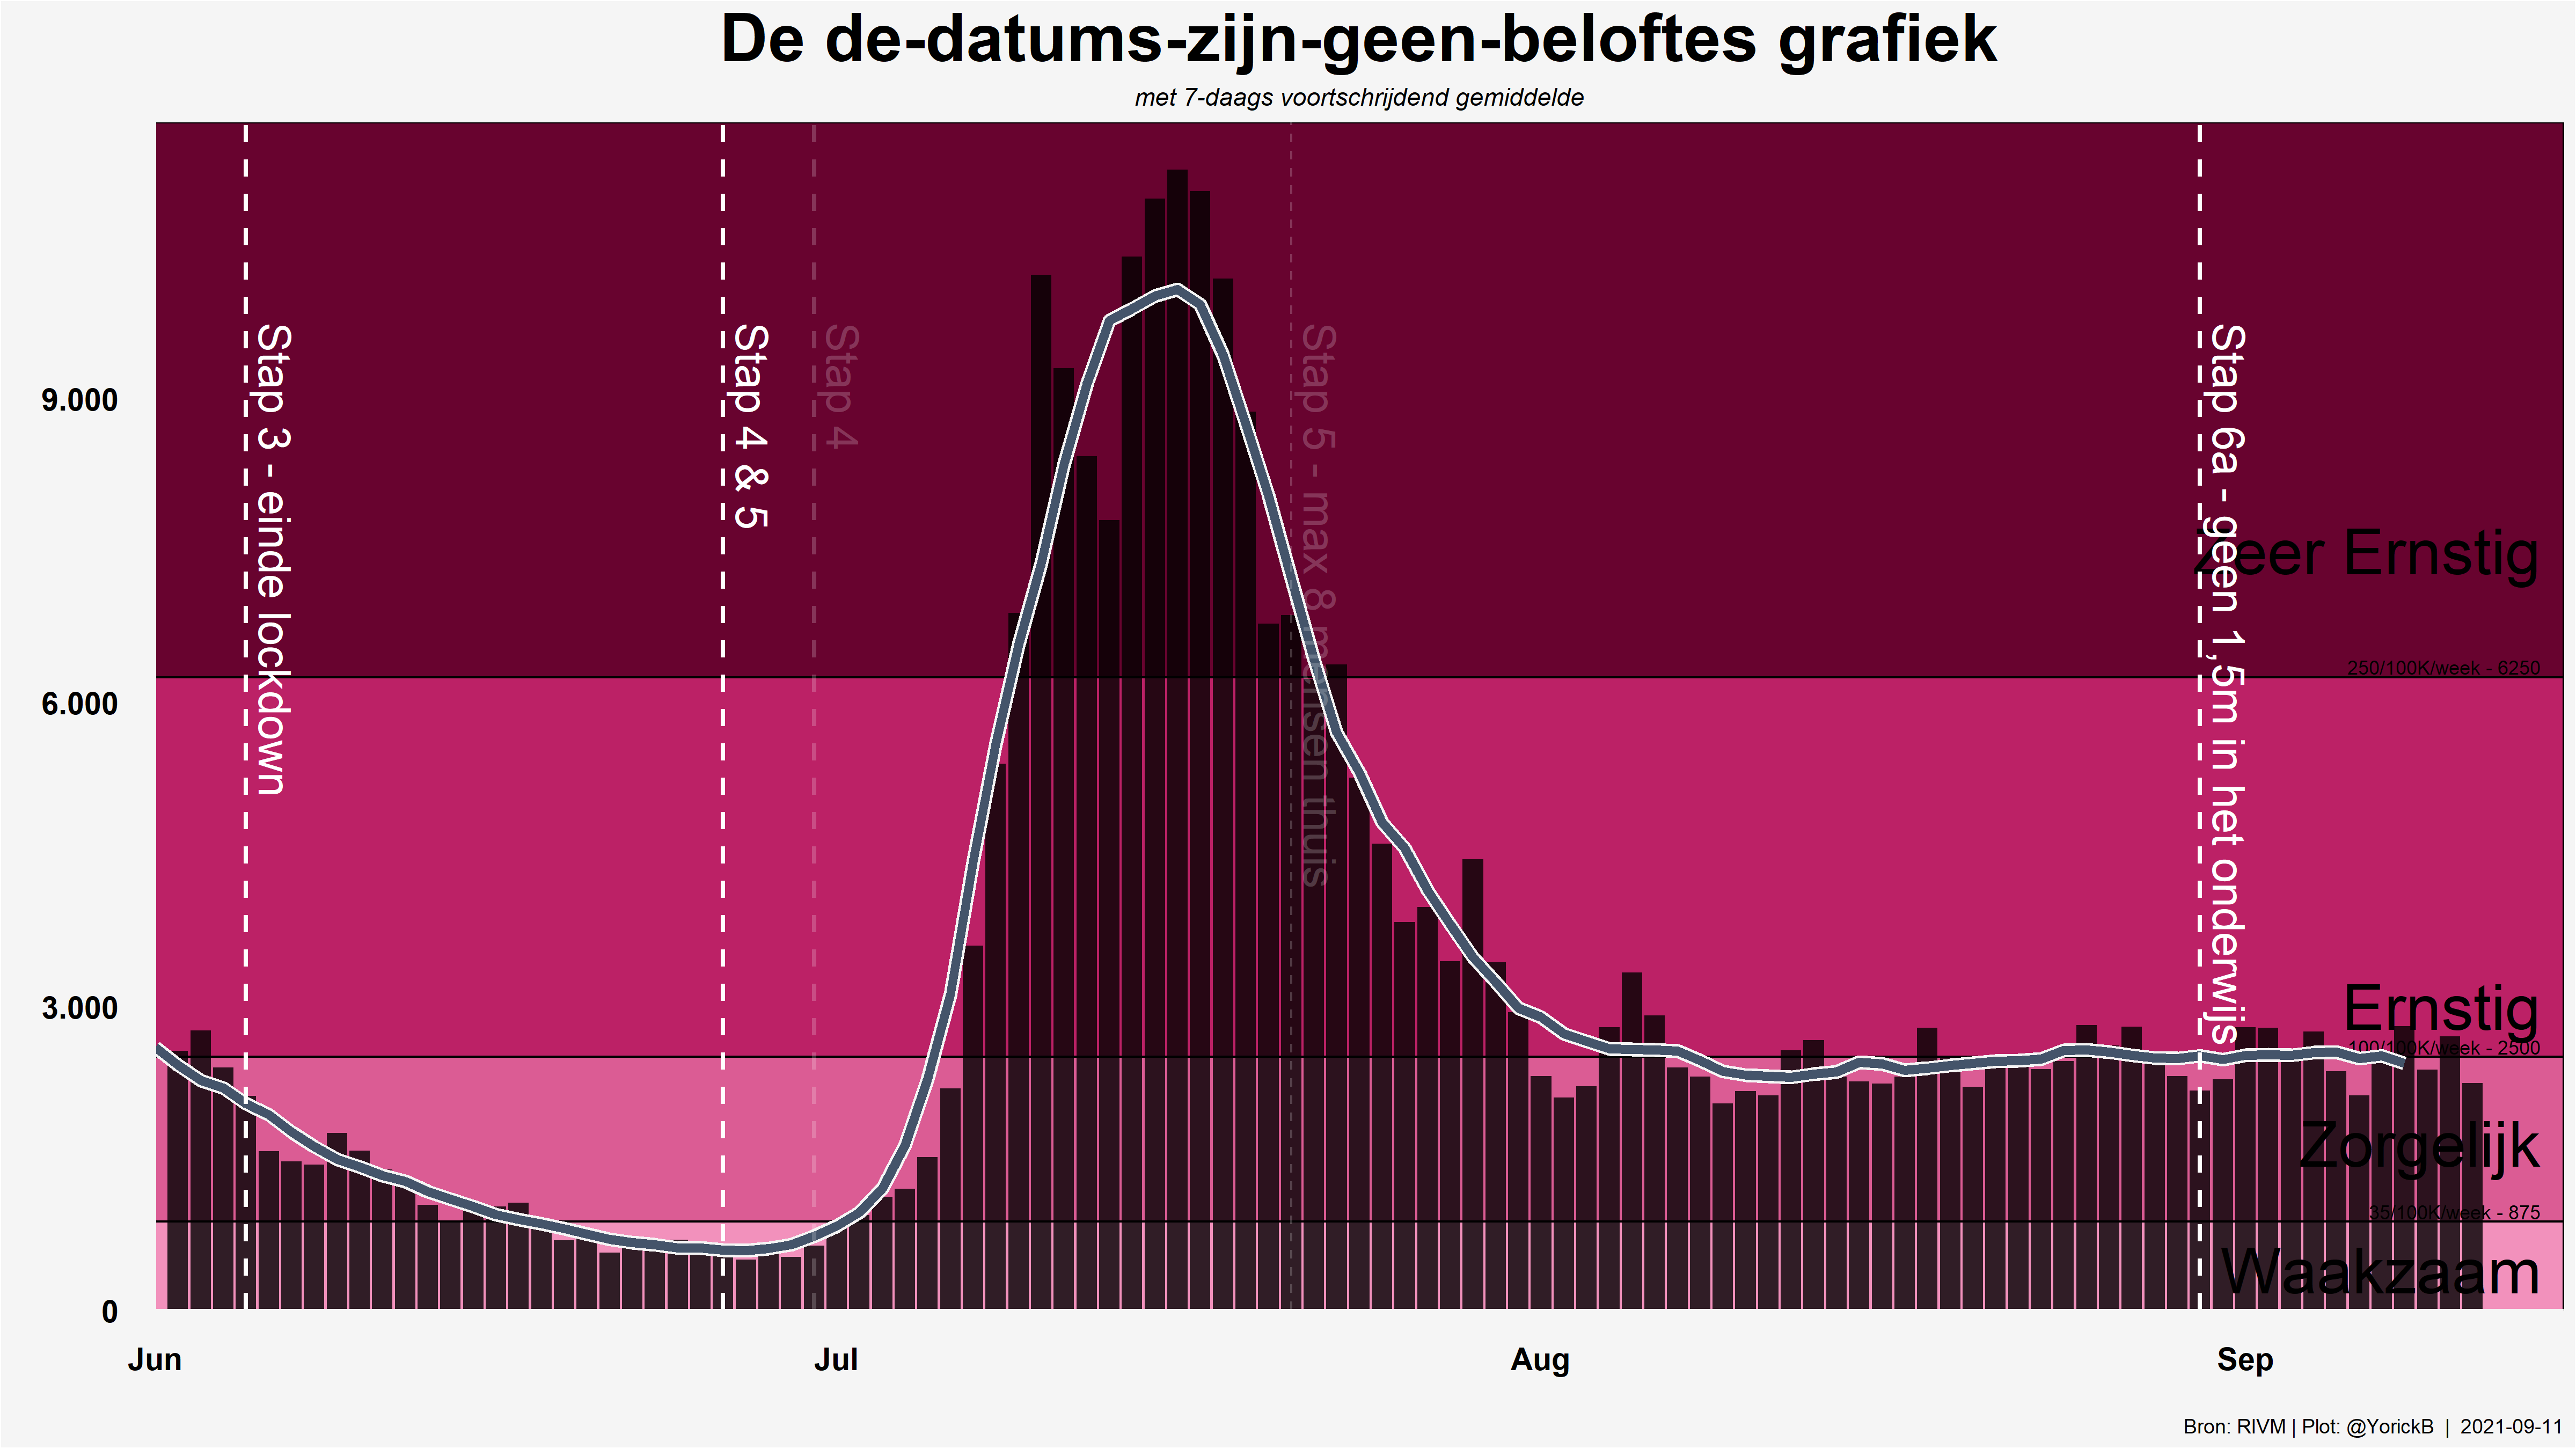 De de-datums-zijn-geen-beloftes grafiek
met 7-daags voortschrijdend gemiddelde
9.000
6.000
3.000
0
Stap 3 - einde lockdown
Stap 4 & 5
Stap 4
Stap 5 - max 8 mensen thuis
Stap 6a - geen 1,5m in het onderwijs
Zeer Ernstig
250/100K/week - 6250
Ernstig
100/100K/week - 2500
Zorgelijk
35/100K/week - 875
Waakzaam
Jun
Jul
Aug
Sep
Bron: RIVM | Plot: @YorickB | 2021-09-11